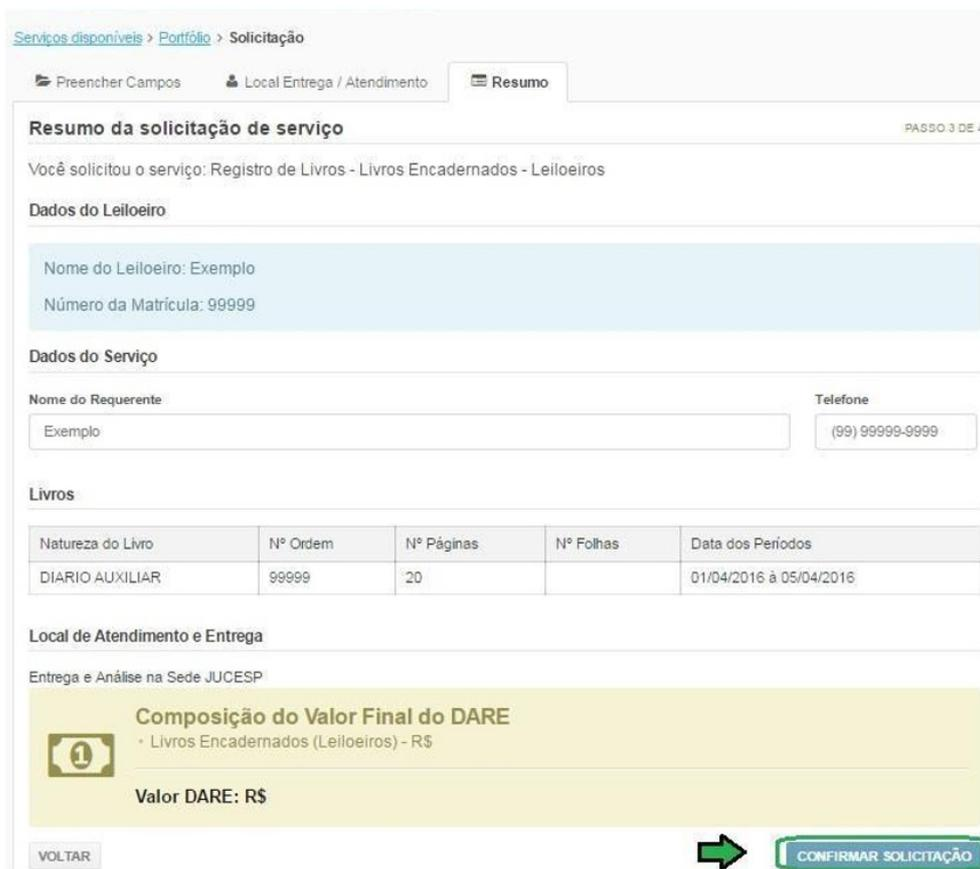 Serviços disponíveis > Portfólio > Solicitação
Preencher Campos Local Entrega / Atendimento Resumo
Resumo da solicitação de serviço PASSO 3 DE
Você solicitou o serviço: Registro de Livros - Livros Encadernados - Leiloeiros
Dados do Leiloeiro
Nome do Leiloeiro: Exemplo
Número da Matrícula: 99999
Dados do Serviço
Nome do Requerente Telefone
Exemplo (99) 99999-9999
Livros
Natureza do Livro Nº Ordem Nº Páginas Nº Folhas Data dos Períodos
DIARIO AUXILIAR 99999 20 01/04/2016 à 05/04/2016
Local de Atendimento e Entrega
Entrega e Análise na Sede JUCESP
Composição do Valor Final do DARE
1 • Livros Encadernados (Leiloeiros) - R$
Valor DARE: R$
VOLTAR CONFIRMAR SOLICITAÇÃO